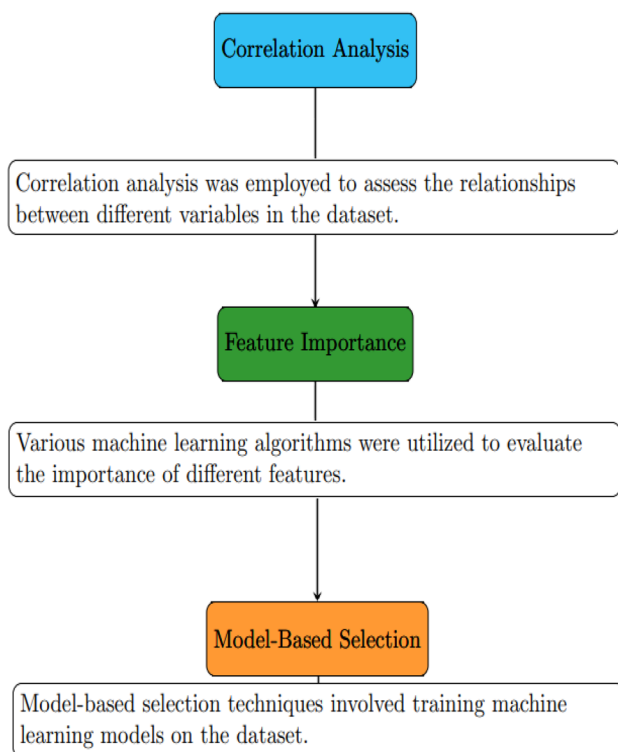 Correlation Analysis
Correlation analysis was employed to assess the relationships
between different variables in the dataset.
Feature Importance
Various machine learning algorithms were utilized to evaluate
the importance of different features.
Model-Based Selection
Model-based selection techniques involved training machine
learning models on the dataset.